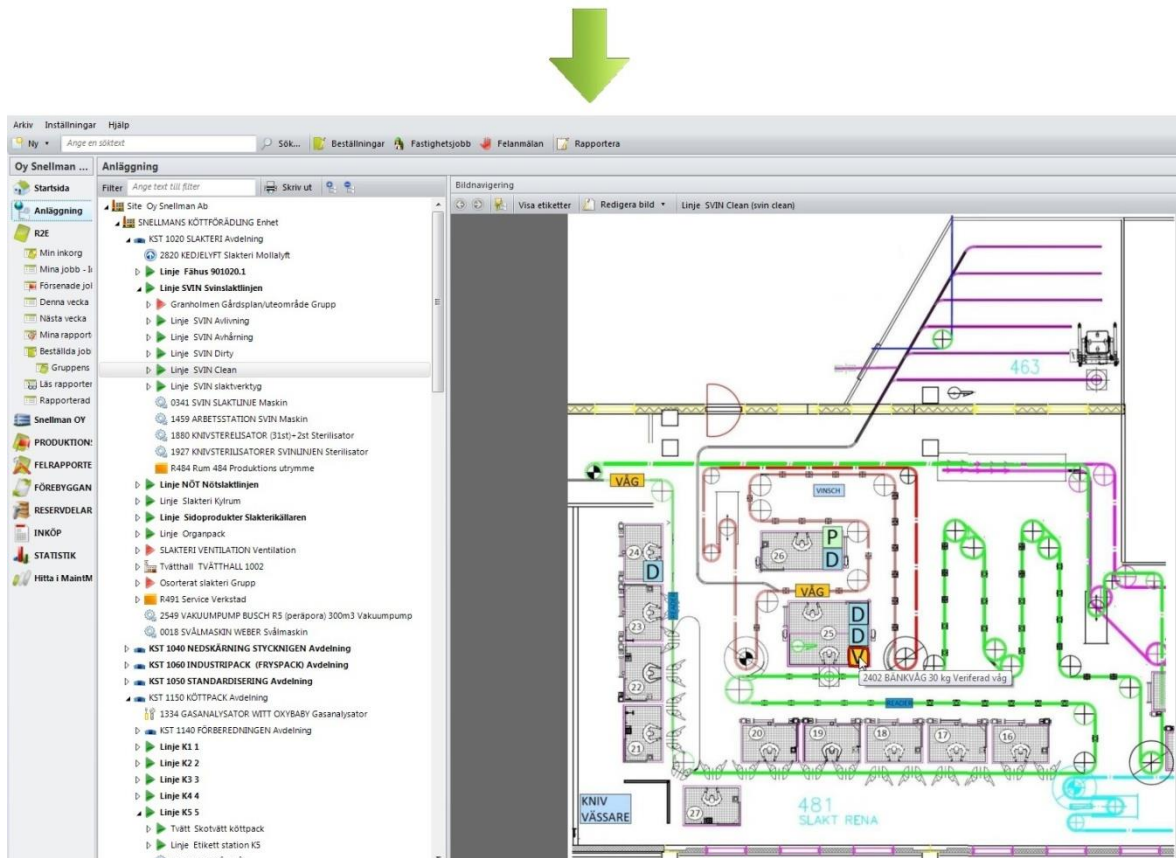 Arkiv Inställningar Hjälp
Ny Ange en söktext Sök... Beställningar Fastighetsjobb Felanmälan Rapportera
Oy Snellman ... Anläggning
Startsida
Anläggning
R2E
Min inkorg
Mina jobb - I
Försenade jol
Denna vecka
Nästa vecka
Mina rapport
Beställda job
Gruppens
Läs rapporter
Rapporterad
Snellman OY
PRODUKTION:
FELRAPPORTE
FÖREBYGGAN
RESERVDELAR
INKÖP
STATISTIK
Hitta i MaintM
Filter Ange text till filter Skriv ut
Site Oy Snellman Ab
SNELLMANS KÖTTFÖRÄDLING Enhet
KST 1020 SLAKTERI Avdelning
2820 KEDJELYFT Slakteri Mollalyft
Linje Fähus 901020.1
Linje SVIN Svinslaktlinjen
Granholmen Gårdsplan/uteområde Grupp
Linje SVIN Avlivning
Linje SVIN Avhårning
Linje SVIN Dirty
Linje SVIN Clean
Linje SVIN slaktverktyg
0341 SVIN SLAKTLINJE Maskin
1459 ARBETSSTATION SVIN Maskin
1880 KNIVSTERELISATOR (31st)+2st Sterilisator
1927 KNIVSTERILISATORER SVINLINJEN Sterilisator
R484 Rum 484 Produktions utrymme
Linje NÖT Nötslaktlinjen
Linje Slakteri Kylrum
Linje Sidoprodukter Slakterikällaren
Linje Organpack
SLAKTERI VENTILATION Ventilation
Tvätthall TVÄTTHALL 1002
Osorterat slakteri Grupp
R491 Service Verkstad
2549 VAKUUMPUMP BUSCH R5 (peräpora) 300m3 Vakuumpump
0018 SVÅLMASKIN WEBER Svålmaskin
KST 1040 NEDSKÄRNING STYCKNIGEN Avdelning
KST 1060 INDUSTRIPACK (FRYSPACK) Avdelning
KST 1050 STANDARDISERING Avdelning
KST 1150 KÖTTPACK Avdelning
1334 GASANALYSATOR WITT OXYBABY Gasanalysator
KST 1140 FÖRBEREDNINGEN Avdelning
Linje K1 1
Linje K2 2
Linje K3 3
Linje K4 4
Linje K5 5
Tvätt Skotvätt köttpack
Linje Etikett station K5
Bildnavigering
Visa etiketter Redigera bild Linje SVIN Clean (svin clean)
463
VÅG
VINSCH
24 D
26 P
D
VÅG
23
25 D
D
V
22
2402 BÄNKVÅG 30 kg Veriferad våg
READER
21
20 19 18 17 16
KNIV
VÄSSARE
27
481
SLAKT RENA